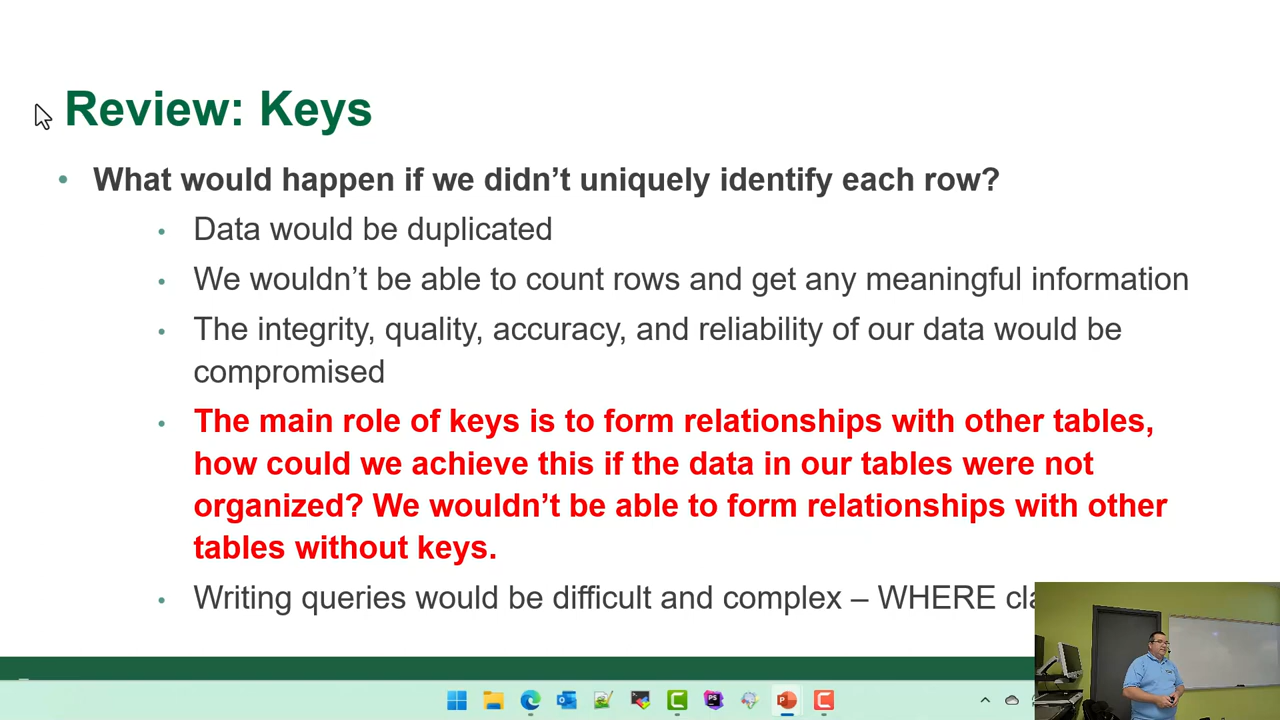 Review: Keys
• What would happen if we didn’t uniquely identify each row?
• Data would be duplicated
• We wouldn’t be able to count rows and get any meaningful information
• The integrity, quality, accuracy, and reliability of our data would be
compromised
• The main role of keys is to form relationships with other tables,
how could we achieve this if the data in our tables were not
organized? We wouldn’t be able to form relationships with other
tables without keys.
• Writing queries would be difficult and complex – WHERE
PS